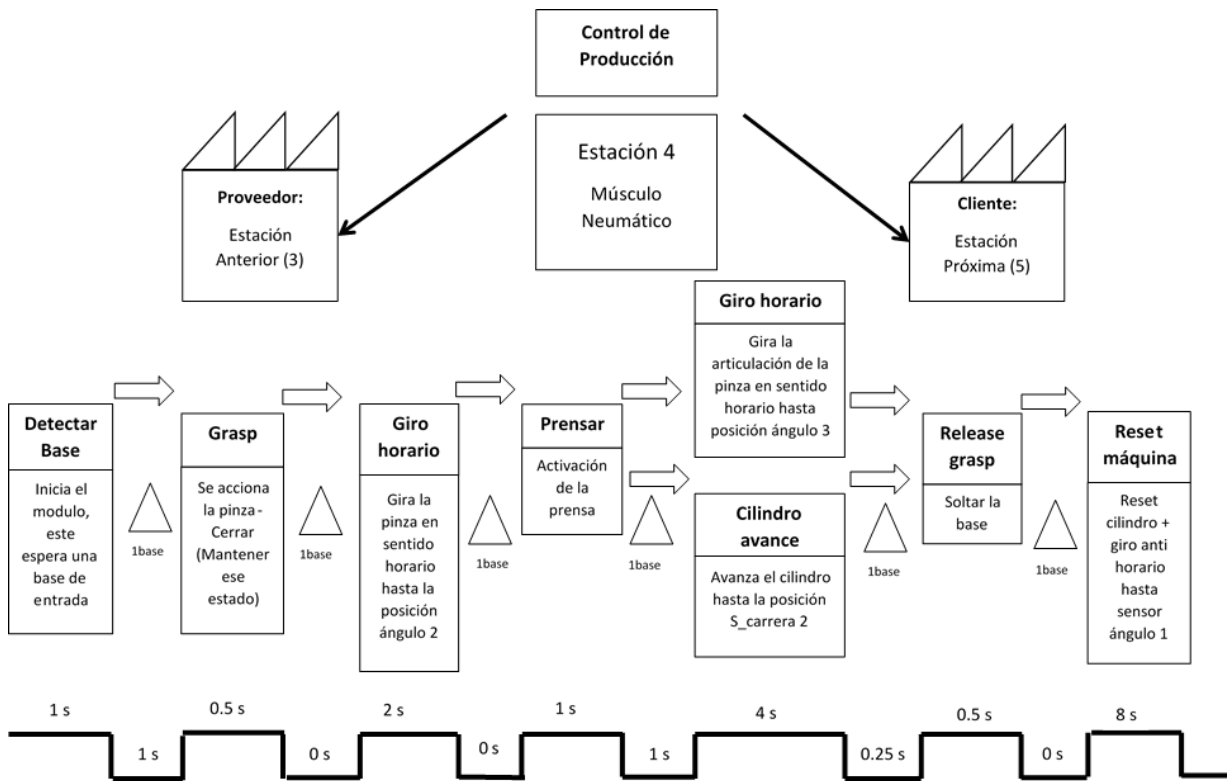 Control de
Producción
Estación 4
Músculo
Neumático
Proveedor:
Estación
Anterior (3)
Cliente:
Estación
Próxima (5)
Detectar
Base
Inicia el
modulo,
este
espera una
base de
entrada
1base
Grasp
Se acciona
la pinza-
Cerrar
(Mantener
ese
estado)
1base
Giro
horario
Gira la
pinza en
sentido
horario
hasta la
posición
ángulo 2
1base
Prensar
Activación
de la
prensa
1base
Giro horario
Gira la
articulación de la
pinza en sentido
horario hasta
posición ángulo 3
Cilindro
avance
Avanza el cilindro
hasta la posición
S_carrera 2
1base
Release
grasp
Soltar la
base
1base
Reset
máquina
Reset
cilindro +
giro anti
horario
hasta
sensor
ángulo 1
1 s
0.5 s
2 s
1 s
4 s
0.5 s
8 s
1 s
0s
0s
1 s
0.25 s
0s